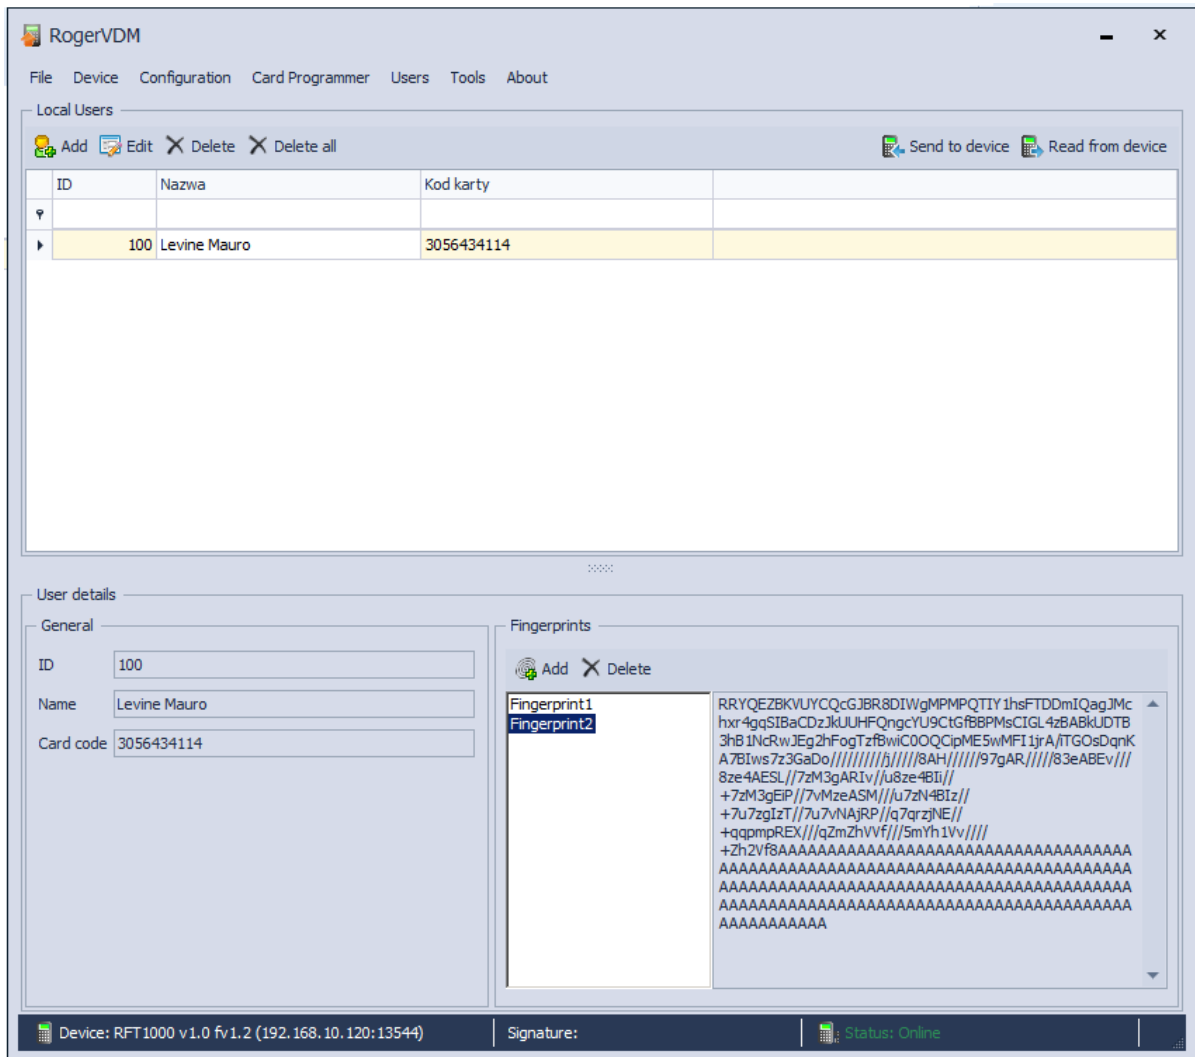 RogerVDM
File Device Configuration Card Programmer Users Tools About
Local Users
Add Edit Delete Delete all Send to device Read from device
ID Nazwa Kod karty
100 Levine Mauro 3056434114
User details
General
ID 100
Name Levine Mauro
Card code 3056434114
Fingerprints
Add Delete
Fingerprint1
Fingerprint2
RRYQEZBKVUYCQcGJBR8DIWgMPMPQTIY1hsFTDDmIQagJMc
hxr4gqSIBaCDzJkUUHFQngcYU9CtGfBBPMsCIGL4zBABkUDTB
3hB1NcRwJEg2hFogTzfBwiC0OQCipME5wMFI1jrA/iTGOsDqnK
A7BIws7z3GaDo//////////j/////8AH//////97gAR/////83eABEv///
8ze4AESL//7zM3gARIv//u8ze4BIi//
+7zM3gEiP//7vMzeASM///u7zN4BIz//
+7u7zgIzT//7u7vNAjRP//q7qrzjNE//
+qqpmpREX///qZmZhVVf///5mYh1Vv////
+Zh2Vf8AAAAAAAAAAAAAAAAAAAAAAAAAAAAAAAAAAAA
AAAAAAAAAAAAAAAAAAAAAAAAAAAAAAAAAAAAAAAAAA
AAAAAAAAAAAAAAAAAAAAAAAAAAAAAAAAAAAAAAAAAA
AAAAAAAAAAAAAAAAAAAAAAAAAAAAAAAAAAAAAAAAAA
AAAAAAAAAAA
Device: RFT1000 v1.0 fv1.2 (192.168.10.120:13544) Signature: Status: Online